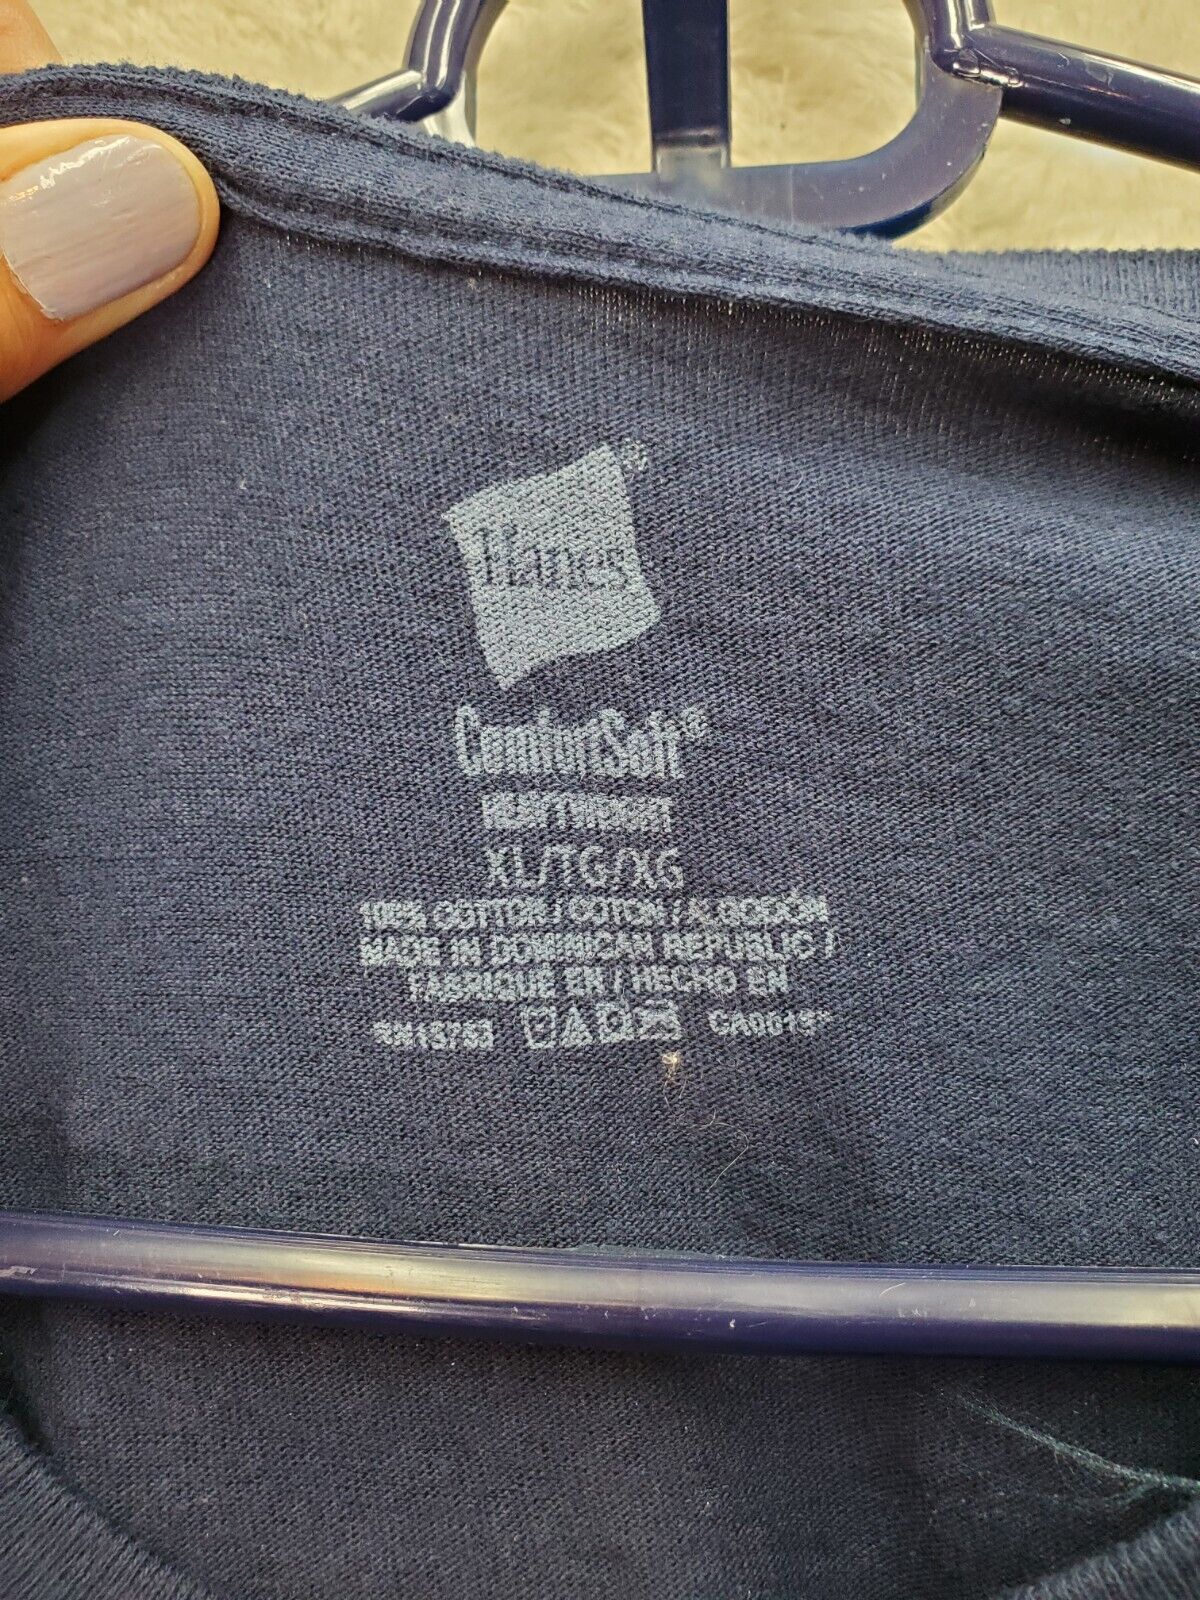 Hanes®
ComfortSoft®
HEAVYWEIGHT
XL/TG/XG
100% COTTON / COTON / ALGODÓN
MADE IN DOMINICAN REPUBLIC /
FABRIQUE EN / HECHO EN